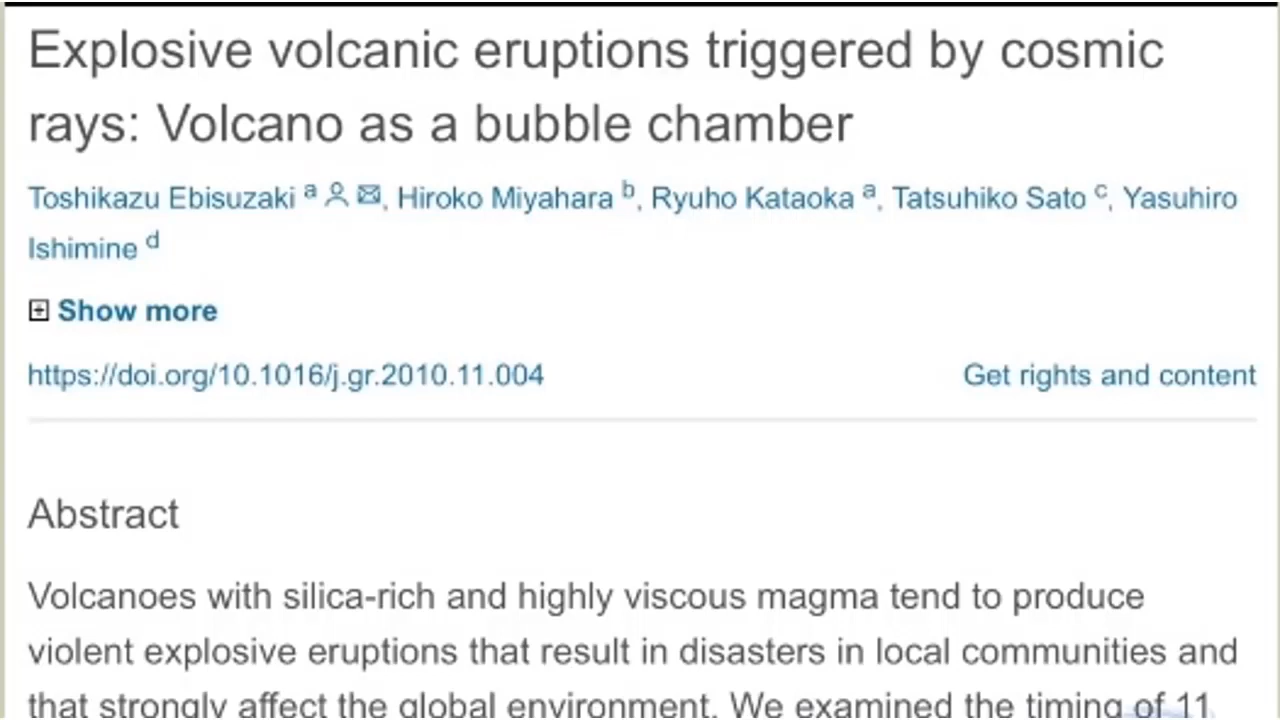 Explosive volcanic eruptions triggered by cosmic
rays: Volcano as a bubble chamber
Toshikazu Ebisuzaki a, Hiroko Miyahara b, Ryuho Kataoka a, Tatsuhiko Sato c, Yasuhiro
Ishimine d
Show more
https://doi.org/10.1016/j.gr.2010.11.004 Get rights and content
Abstract
Volcanoes with silica-rich and highly viscous magma tend to produce
violent explosive eruptions that result in disasters in local communities and
that strongly affect the global environment. We examined the timing of 11